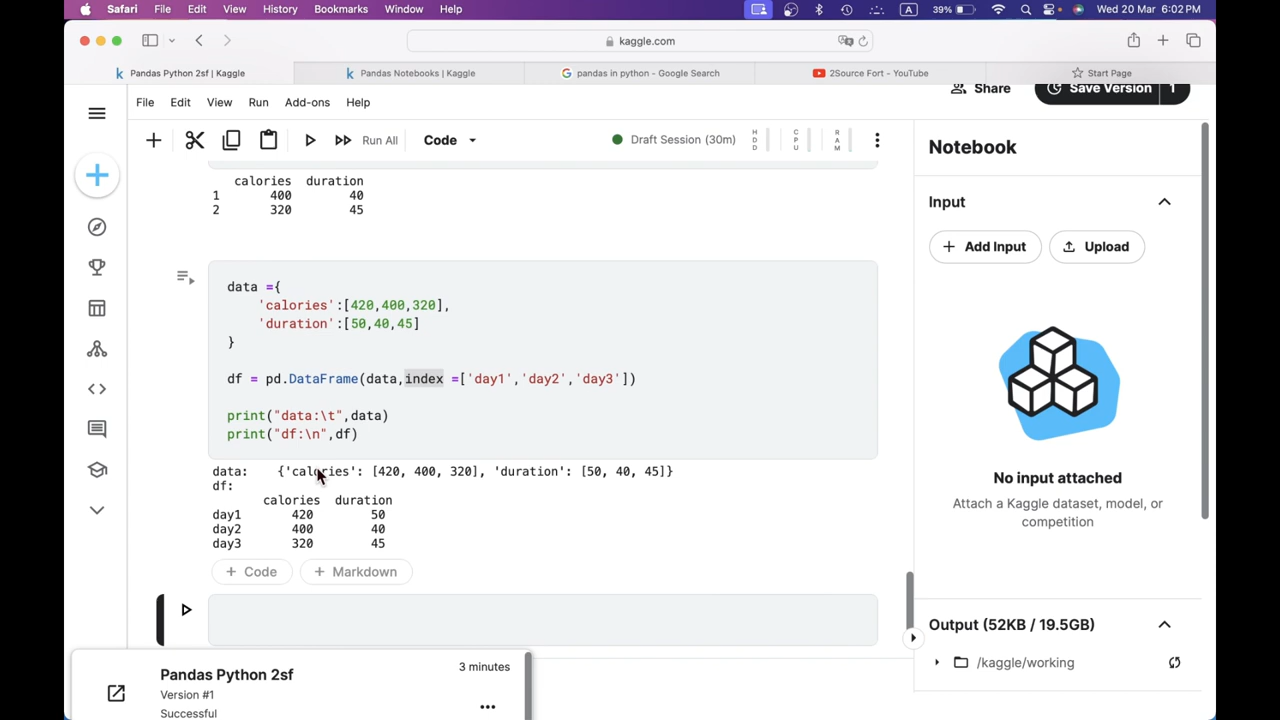 Safari File Edit View History Bookmarks Window Help A 39% Wed 20 Mar 6:02 PM
kaggle.com
Pandas Python 2sf | Kaggle Pandas Notebooks | Kaggle pandas in python - Google Search 2Source Fort - YouTube Start Page
File Edit View Run Add-ons Help Share Save Version 1
Run All Code Draft Session (30m) HDD CPU RAM
Notebook
calories duration
1 400 40
2 320 45
Input
Add Input Upload
data ={
'calories':[420,400,320],
'duration':[50,40,45]
}
df = pd.DataFrame(data,index =['day1','day2','day3'])
print("data:\t",data)
print("df:\n",df)
data: {'calories': [420, 400, 320], 'duration': [50, 40, 45]}
df:
calories duration
day1 420 50
day2 400 40
day3 320 45
+ Code + Markdown
No input attached
Attach a Kaggle dataset, model, or
competition
Output (52KB / 19.5GB)
/kaggle/working
Pandas Python 2sf 3 minutes
Version #1
Successful